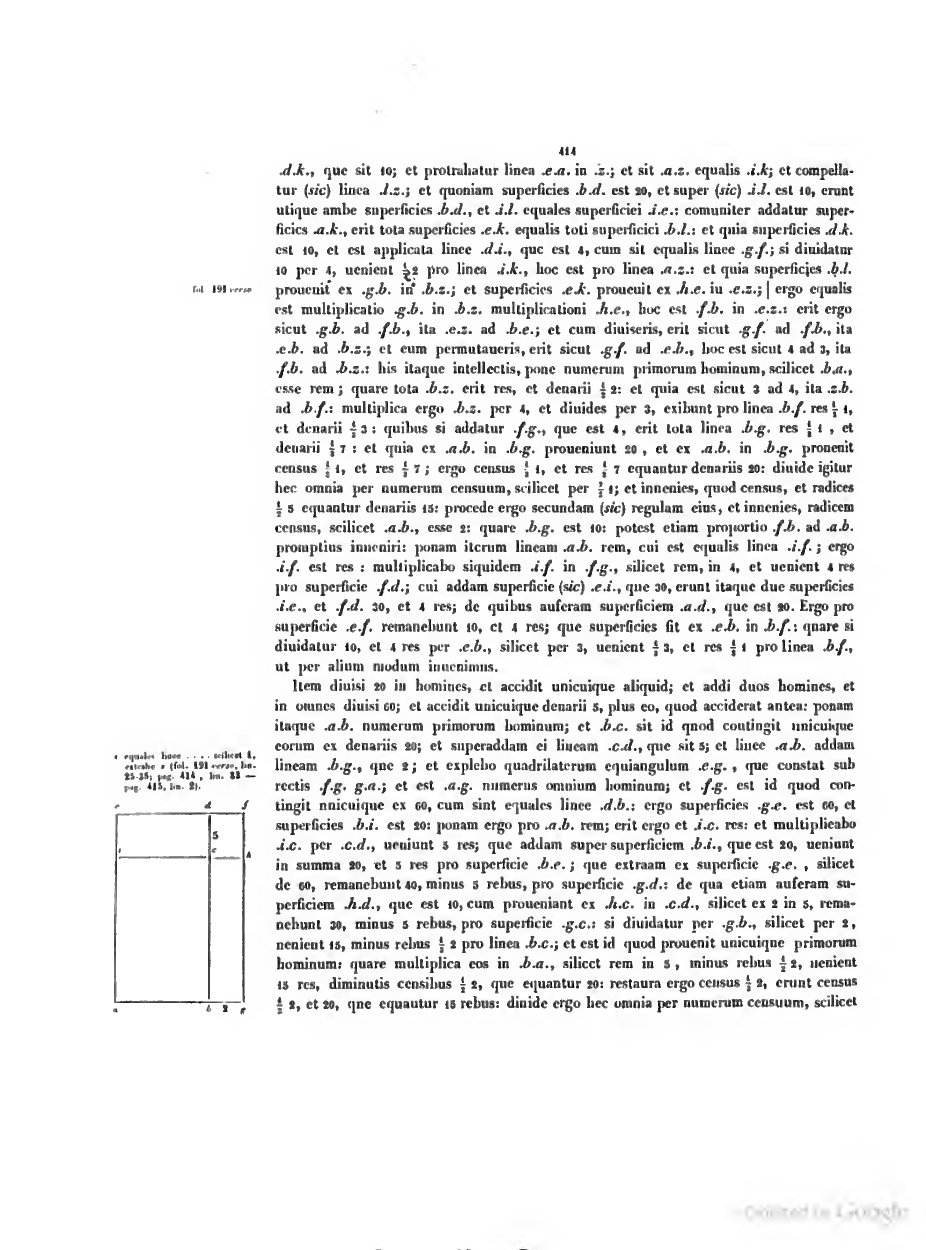 414
.d.k., que sit 10; et protrahatur linea .e.a. in .z.; et sit .a.z. equalis .i.k; et compella-
tur (sic) linea .l.z.; et quoniam superficies .b.d. est 20, et super (sic) .i.l. est 10, erunt
utique ambe superficies .b.d., et .i.l. equales superficiei .i.e.: comuniter addatur super-
ficies .a.k., erit tota superficies .e.k. equalis toti superficiei .b.l.: et quia superficies .d.k.
est 10, et est applicata linee .d.i., que est 4, cum sit equalis linee .g.f.; si diuidatur
10 per 4, uenient 1/2 2 pro linea .i.k., hoc est pro linea .a.z.: et quia superficies .b.l.
fol. 191 verso
prouenit ex .g.b. in .b.z.; et superficies .e.k. prouenit ex .h.e. in .e.z.; | ergo equalis
est multiplicatio .g.b. in .b.z. multiplicationi .h.e., hoc est .f.b. in .e.z.: erit ergo
sicut .g.b. ad .f.b., ita .e.z. ad .b.e.; et cum diuiseris, erit sicut .g.f. ad .f.b., ita
.e.b. ad .b.z.; et cum permutaueris, erit sicut .g.f. ad .e.b., hoc est sicut 4 ad 3, ita
.f.b. ad .b.z.: his itaque intellectis, pone numerum primorum hominum, scilicet .b.a.,
esse rem; quare tota .b.z. erit res, et denarii 1/2 2: et quia est sicut 3 ad 4, ita .z.b.
ad .b.f.: multiplica ergo .b.z. per 4, et diuides per 3, exibunt pro linea .b.f. res 1/3 1,
et denarii 1/3 3: quibus si addatur .f.g., que est 4, erit tota linea .b.g. res 1/3 1, et
denarii 1/3 7: et quia ex .a.b. in .b.g. proueniunt 20, et ex .a.b. in .b.g. prouenit
census 1/3 1, et res 1/3 7; ergo census 1/3 1, et res 1/3 7 equantur denariis 20: diuide igitur
hec omnia per numerum censuum, scilicet per 1/3 1; et inuenies, quod census, et radices
1/2 5 equantur denariis 15: procede ergo secundam (sic) regulam eius, et inuenies, radicem
census, scilicet .a.b., esse 2: quare .b.g. est 10: potest etiam proportio .f.b. ad .a.b.
promptius inueniri: ponam iterum lineam .a.b. rem, cui est equalis linea .i.f.; ergo
.i.f. est res: multiplicabo siquidem .i.f. in .f.g., silicet rem, in 4, et uenient 4 res
pro superficie .f.d.; cui addam superficie (sic) .e.i., que 30, erunt itaque due superficies
.i.e., et .f.d. 30, et 4 res; de quibus auferam superficiem .a.d., que est 20. Ergo pro
superficie .e.f. remanebunt 10, et 4 res; que superficies fit ex .e.b. in .b.f.: quare si
diuidatur 10, et 4 res per .e.b., silicet per 3, uenient 1/3 3, et res 1/3 1 pro linea .b.f.,
ut per alium modum inuenimus.
Item diuisi 20 in homines, et accidit unicuique aliquid; et addi duos homines, et
in omnes diuisi 60; et accidit unicuique denarii 5, plus eo, quod acciderat antea: ponam
itaque .a.b. numerum primorum hominum; et .b.c. sit id quod contingit unicuique
eorum ex denariis 20; et superaddam ei lineam .c.d., que sit 5; et linee .a.b. addam
lineam .b.g., que 2; et explebo quadrilaterum equiangulum .e.g., que constat sub
rectis .f.g. g.a.; et est .a.g. numerus omnium hominum; et .f.g. est id quod con-
tingit unicuique ex 60, cum sint equales linee .d.b.: ergo superficies .g.e. est 60, et
superficies .b.i. est 20: ponam ergo pro .a.b. rem; erit ergo et .i.c. res: et multiplicabo
.i.c. per .c.d., ueniunt 5 res; que addam super superficiem .b.i., que est 20, ueniunt
in summa 20, et 5 res pro superficie .b.e.; que extraam ex superficie .g.e., silicet
de 60, remanebunt 40, minus 5 rebus, pro superficie .g.d.: de qua etiam auferam su-
perficiem .h.d., que est 10, cum proueniant ex .h.c. in .c.d., silicet ex 2 in 5, rema-
nebunt 30, minus 5 rebus, pro superficie .g.c.: si diuidatur per .g.b., silicet per 2,
uenient 15, minus rebus 1/2 2 pro linea .b.c.; et est id quod prouenit unicuique primorum
hominum: quare multiplica eos in .b.a., silicet rem in 5, minus rebus 1/2 2, uenient
15 res, diminutis censibus 1/2 2, que equantur 20: restaura ergo census 1/2 2, erunt census
1/2 2, et 20, que equantur 15 rebus: diuide ergo hec omnia per numerum censuum, scilicet
« equales linee .... scilicet 4,
extrahe » (fol. 191 verso, lin.
25-35; pag. 414, lin. 33 —
pag. 415, lin. 2).
e d f
5
i c h
a b 2 g
Digitized by Google